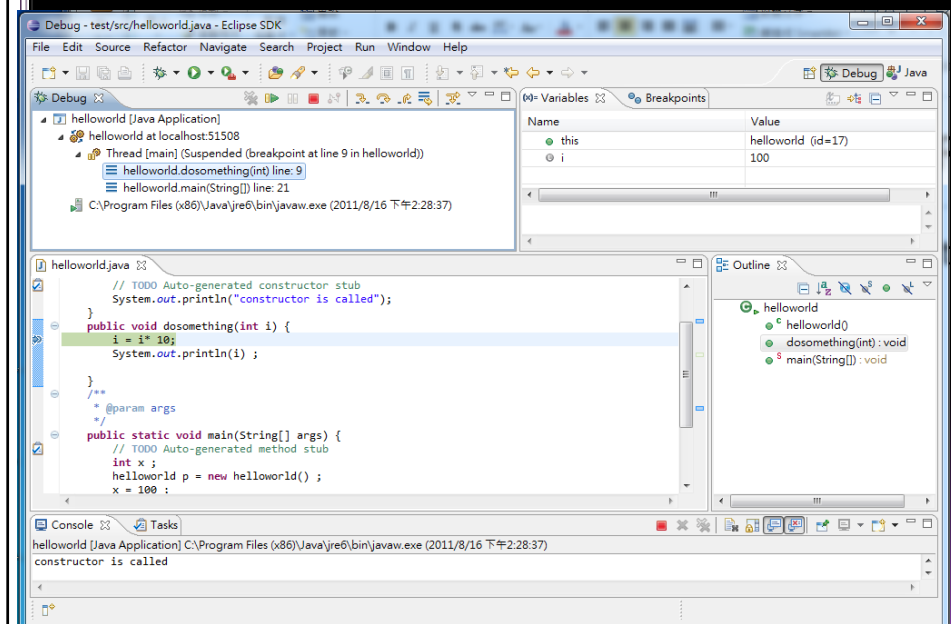 Debug - test/src/helloworld.java - Eclipse SDK
File Edit Source Refactor Navigate Search Project Run Window Help
Debug Java
Debug
helloworld [Java Application]
helloworld at localhost:51508
Thread [main] (Suspended (breakpoint at line 9 in helloworld))
helloworld.dosomething(int) line: 9
helloworld.main(String[]) line: 21
C:\Program Files (x86)\Java\jre6\bin\javaw.exe (2011/8/16 下午2:28:37)
(x)= Variables Breakpoints
Name Value
this helloworld (id=17)
i 100
helloworld.java
// TODO Auto-generated constructor stub
System.out.println("constructor is called");
}
public void dosomething(int i) {
i = i* 10;
System.out.println(i) ;
}
/**
* @param args
*/
public static void main(String[] args) {
// TODO Auto-generated method stub
int x ;
helloworld p = new helloworld() ;
x = 100 ;
Outline
helloworld
helloworld()
dosomething(int) : void
main(String[]) : void
Console Tasks
helloworld [Java Application] C:\Program Files (x86)\Java\jre6\bin\javaw.exe (2011/8/16 下午2:28:37)
constructor is called